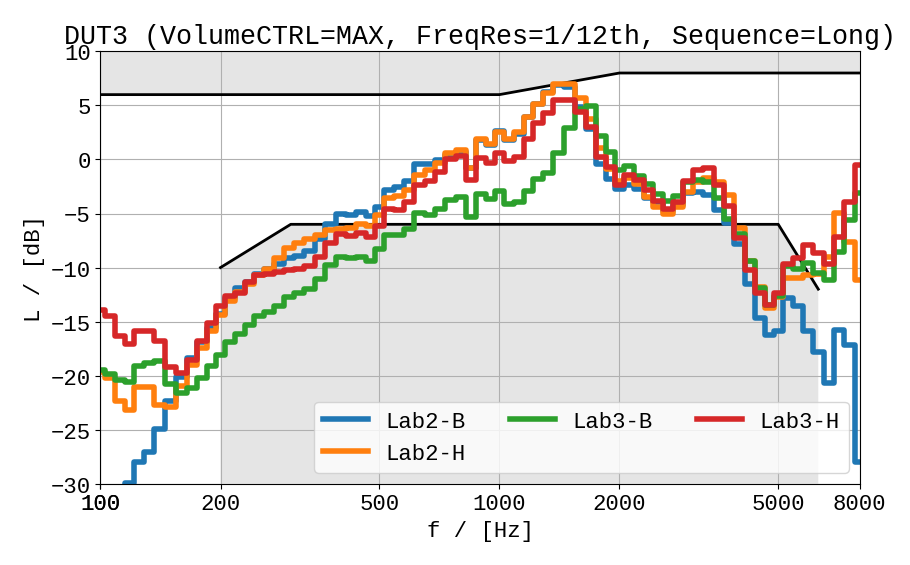 DUT3 (VolumeCTRL=MAX, FreqRes=1/12th, Sequence=Long)
10
5
0
−5
−10
−15
−20
−25
−30
L / [dB]
Lab2-B
Lab3-B
Lab3-H
Lab2-H
100
200
500
1000
2000
5000
8000
f / [Hz]